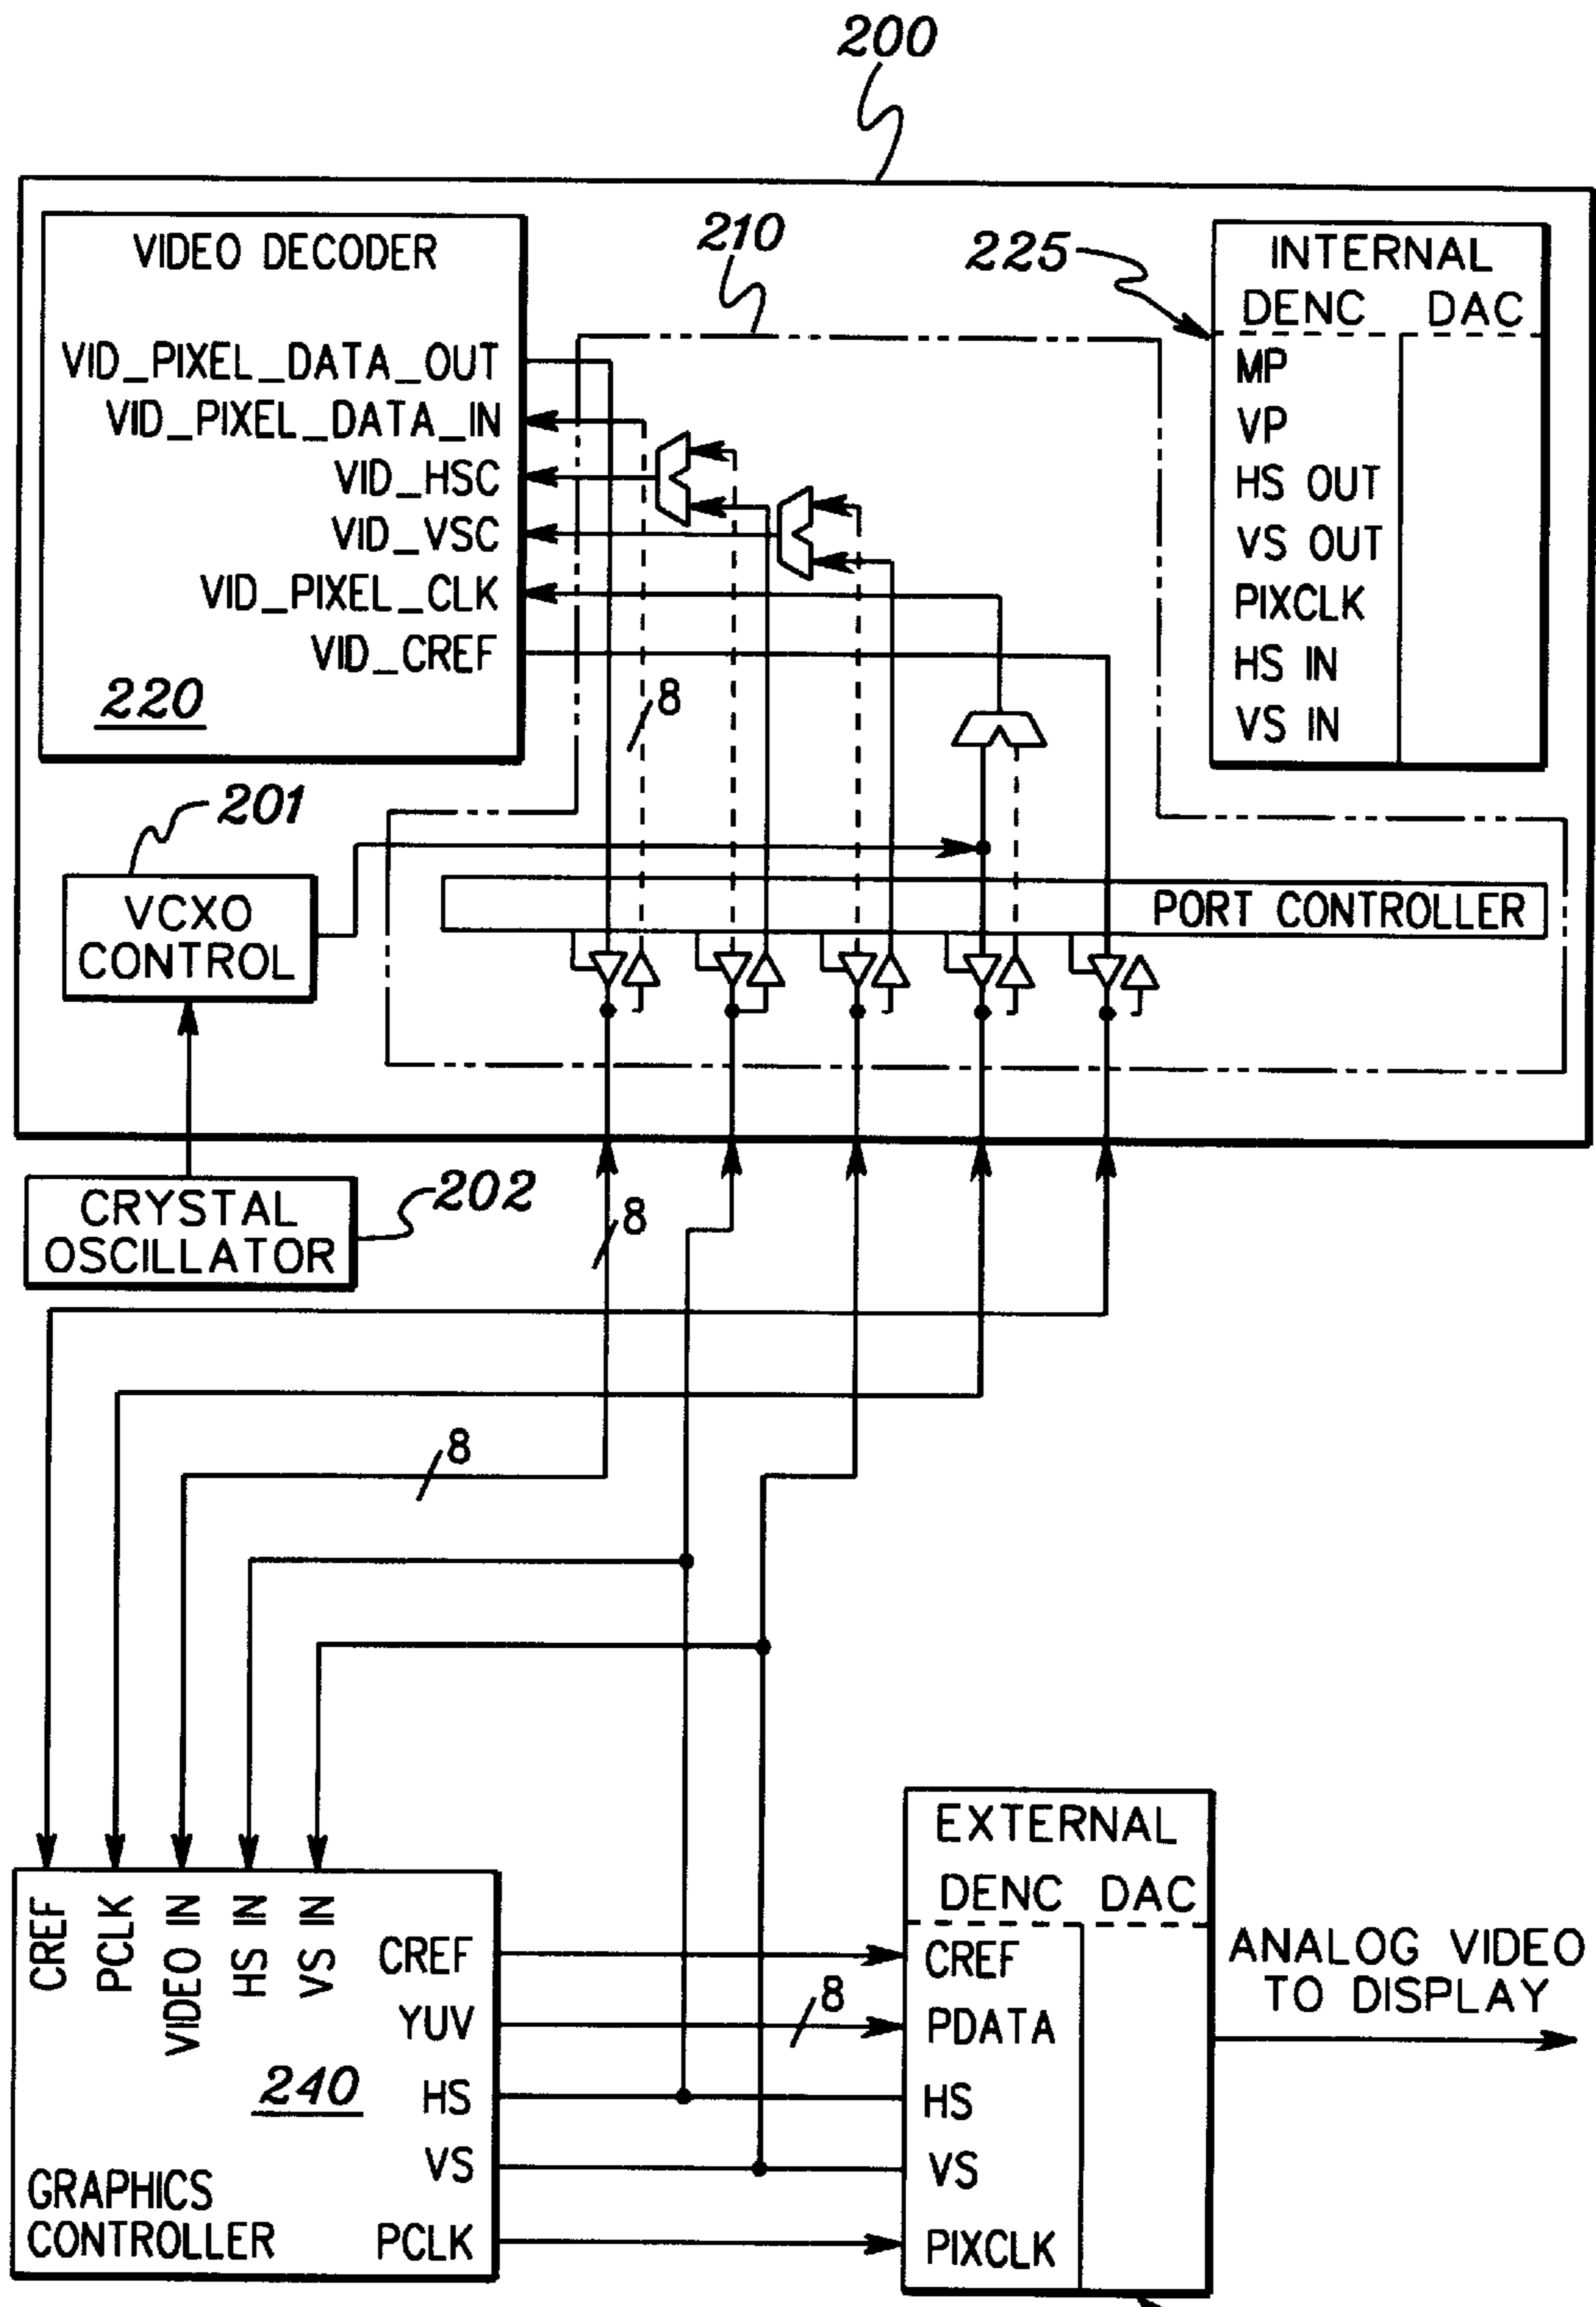 200
VIDEO DECODER
VID_PIXEL_DATA_OUT
VID_PIXEL_DATA_IN
VID_HSC
VID_VSC
VID_PIXEL_CLK
VID_CREF
220
210
225
INTERNAL
DENC DAC
MP
VP
HS OUT
VS OUT
PIXCLK
HS IN
VS IN
8
201
VCXO
CONTROL
PORT CONTROLLER
CRYSTAL
OSCILLATOR
202
8
8
CREF
PCLK
VIDEO IN
HS IN
VS IN
CREF
YUV
HS
VS
PCLK
240
GRAPHICS
CONTROLLER
8
EXTERNAL
DENC DAC
CREF
PDATA
HS
VS
PIXCLK
ANALOG VIDEO
TO DISPLAY